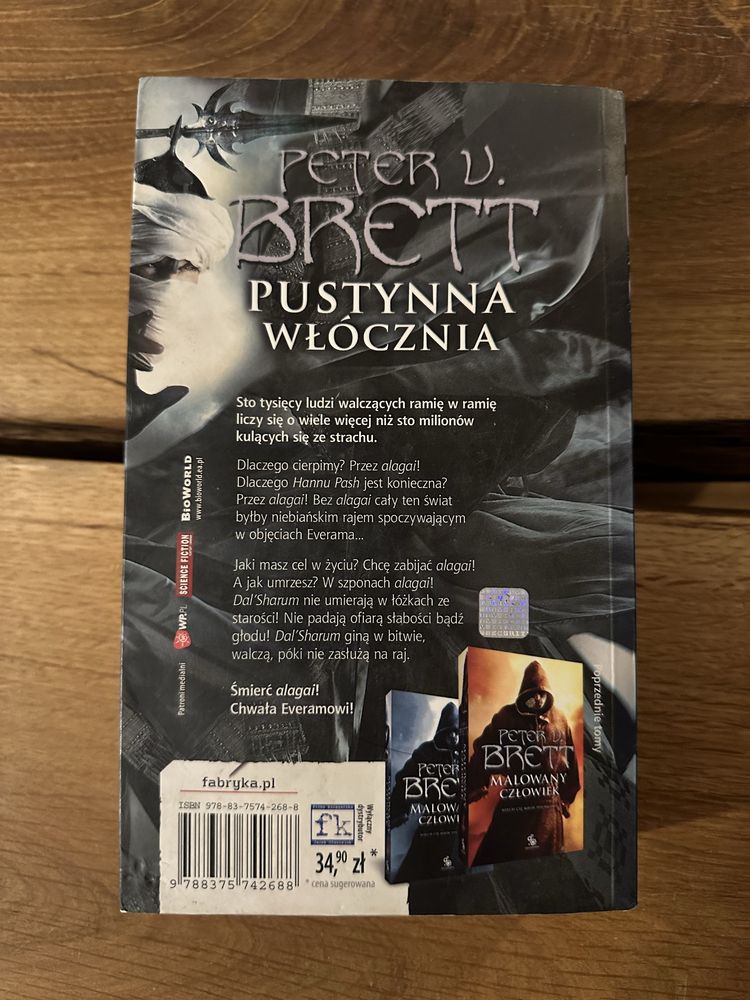 PETER V.
BRETT
PUSTYNNA
WŁÓCZNIA
Sto tysięcy ludzi walczących ramię w ramię
liczy się o wiele więcej niż sto milionów
kulących się ze strachu.
Dlaczego cierpimy? Przez alagai!
Dlaczego Hannu Pash jest konieczna?
Przez alagai! Bez alagai cały ten świat
byłby niebiańskim rajem spoczywającym
w objęciach Everama...
Jaki masz cel w życiu? Chcę zabijać alagai!
A jak umrzesz? W szponach alagai!
Dal'Sharum nie umierają w łóżkach ze
starości! Nie padają ofiarą słabości bądź
głodu! Dal'Sharum giną w bitwie,
walczą, póki nie zasłużą na raj.
Śmierć alagai!
Chwała Everamowi!
Patroni medialni
WP.PL
SCIENCE FICTION
BIOWORLD
www.bioworld.ea.pl
poprzednie tomy
PETER V.
BRETT
MALOWANY
CZŁOWIEK
PETER
BRE
MALOWA
CZŁOWI
fabryka.pl
ISBN 978-83-7574-268-8
9 788375 742688
fk
Wyłączny
dystrybutor
34,90 zł *
* cena sugerowana